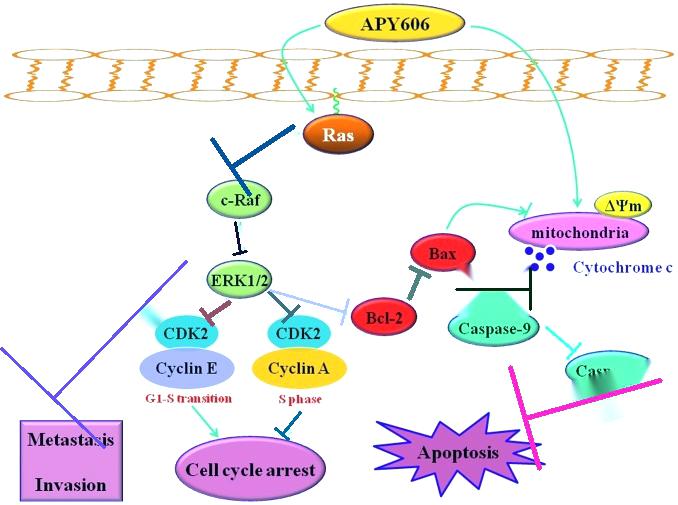 APY606
Ras
c-Raf
ΔΨm
mitochondria
Bax
Cytochrome c
ERK1/2
Bcl-2
Caspase-9
CDK2
CDK2
Cyclin E
Cyclin A
G1-S transition
S phase
Metastasis
Invasion
Cell cycle arrest
Apoptosis